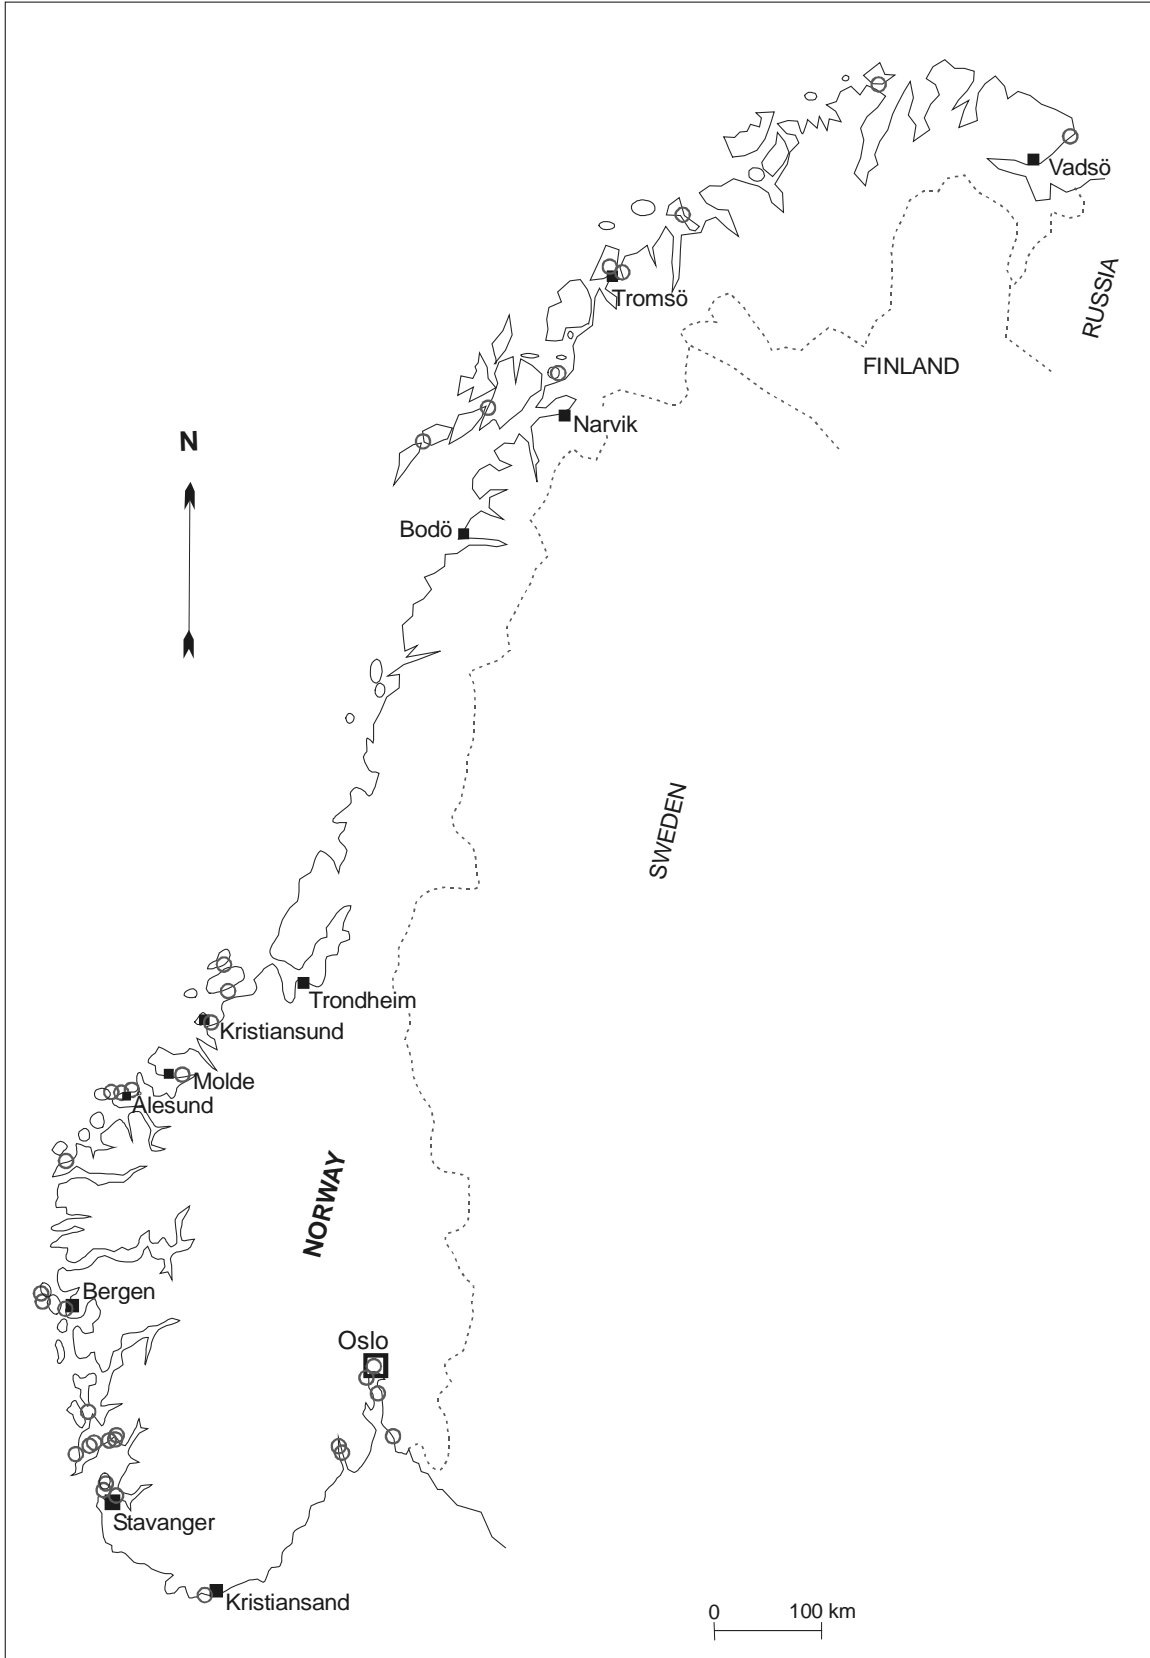 Vadsö
Tromsö
RUSSIA
FINLAND
Narvik
N
Bodö
SWEDEN
Trondheim
Kristiansund
Molde
Ålesund
NORWAY
Bergen
Oslo
Stavanger
Kristiansand
0 100 km